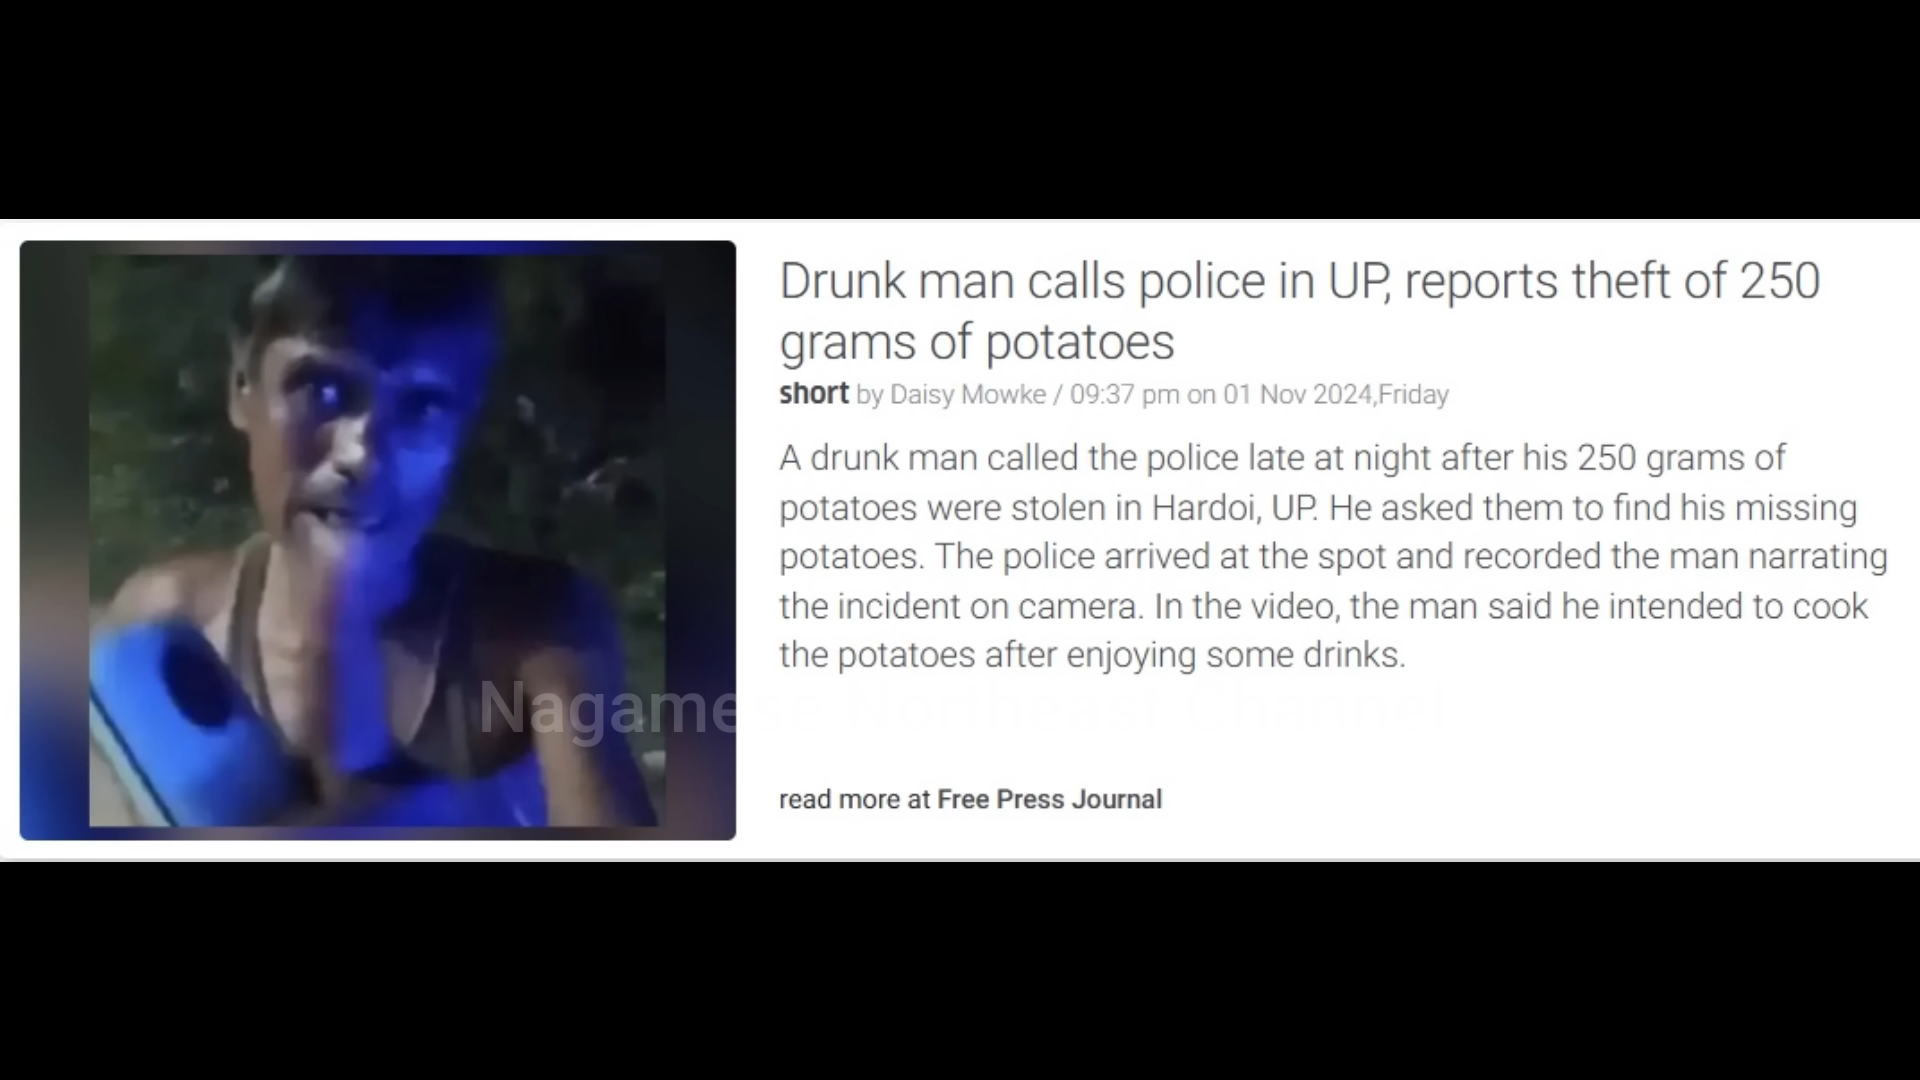 Drunk man calls police in UP, reports theft of 250
grams of potatoes
short by Daisy Mowke / 09:37 pm on 01 Nov 2024,Friday
A drunk man called the police late at night after his 250 grams of
potatoes were stolen in Hardoi, UP. He asked them to find his missing
potatoes. The police arrived at the spot and recorded the man narrating
the incident on camera. In the video, the man said he intended to cook
the potatoes after enjoying some drinks.
Nagamese
read more at Free Press Journal